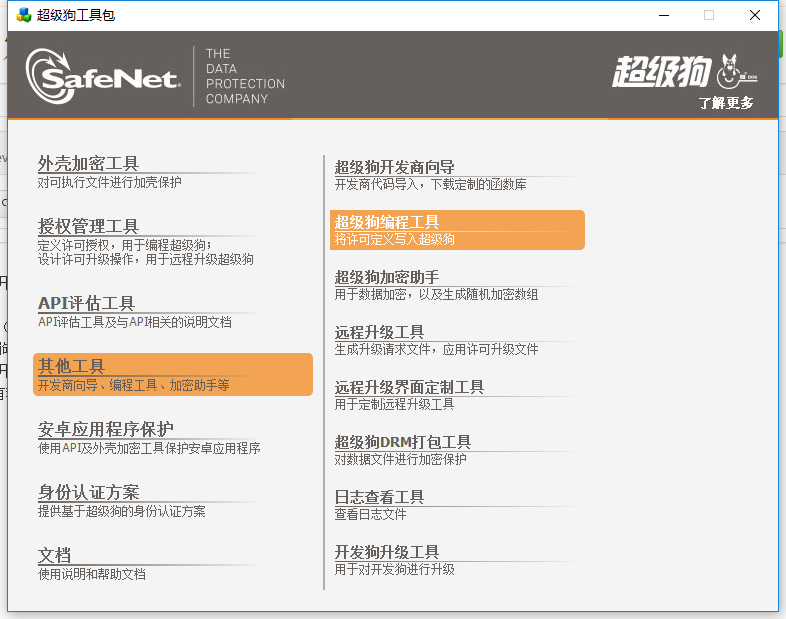 超级狗工具包
SafeNet.
THE
DATA
PROTECTION
COMPANY
超级狗
了解更多
外壳加密工具
对可执行文件进行加壳保护
授权管理工具
定义许可授权，用于编程超级狗；
设计许可升级操作，用于远程升级超级狗
API评估工具
API评估工具及与API相关的说明文档
其他工具
开发商向导、编程工具、加密助手等
安卓应用程序保护
使用API及外壳加密工具保护安卓应用程序
身份认证方案
提供基于超级狗的身份认证方案
文档
使用说明和帮助文档
超级狗开发商向导
开发商代码导入，下载定制的函数库
超级狗编程工具
将许可定义写入超级狗
超级狗加密助手
用于数据加密，以及生成随机加密数组
远程升级工具
生成升级请求文件，应用许可升级文件
远程升级界面定制工具
用于定制远程升级工具
超级狗DRM打包工具
对数据文件进行加密保护
日志查看工具
查看日志文件
开发狗升级工具
用于对开发狗进行升级